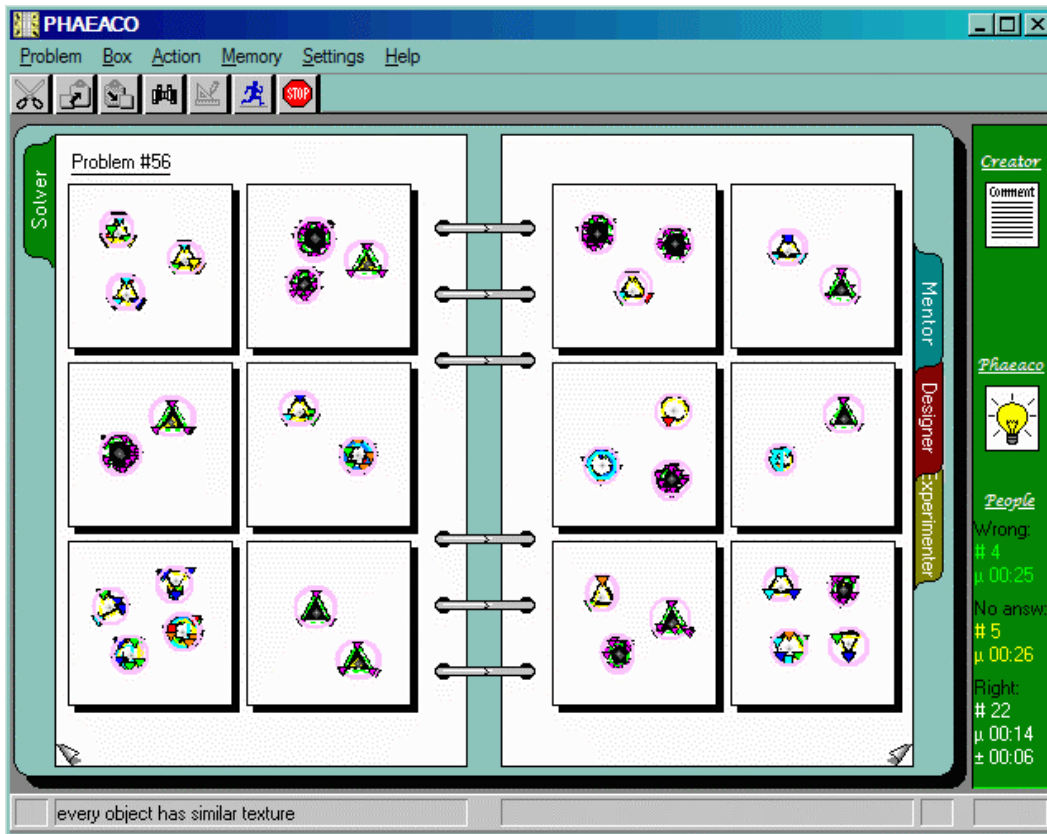 PHAEACO
Problem Box Action Memory Settings Help
STOP
Solver
Problem #56
Mentor
Designer
Experimenter
Creator
Comment
Phaeaco
People
Wrong:
# 4
µ 00:25
No answ:
# 5
µ 00:26
Right:
# 22
µ 00:14
± 00:06
every object has similar texture